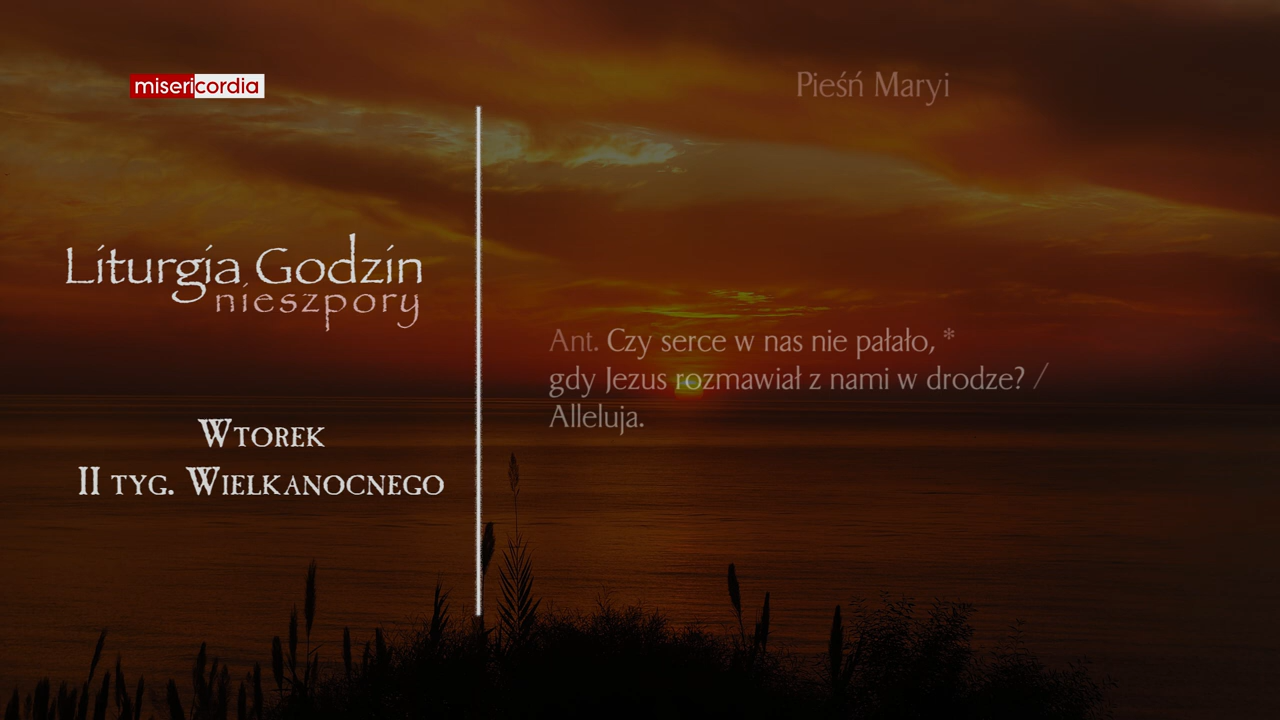 misericordia
Liturgia Godzin
nieszpory
Wtorek
II tyg. Wielkanocnego
Pieśń Maryi
Ant. Czy serce w nas nie pałało, *
gdy Jezus rozmawiał z nami w drodze? /
Alleluja.